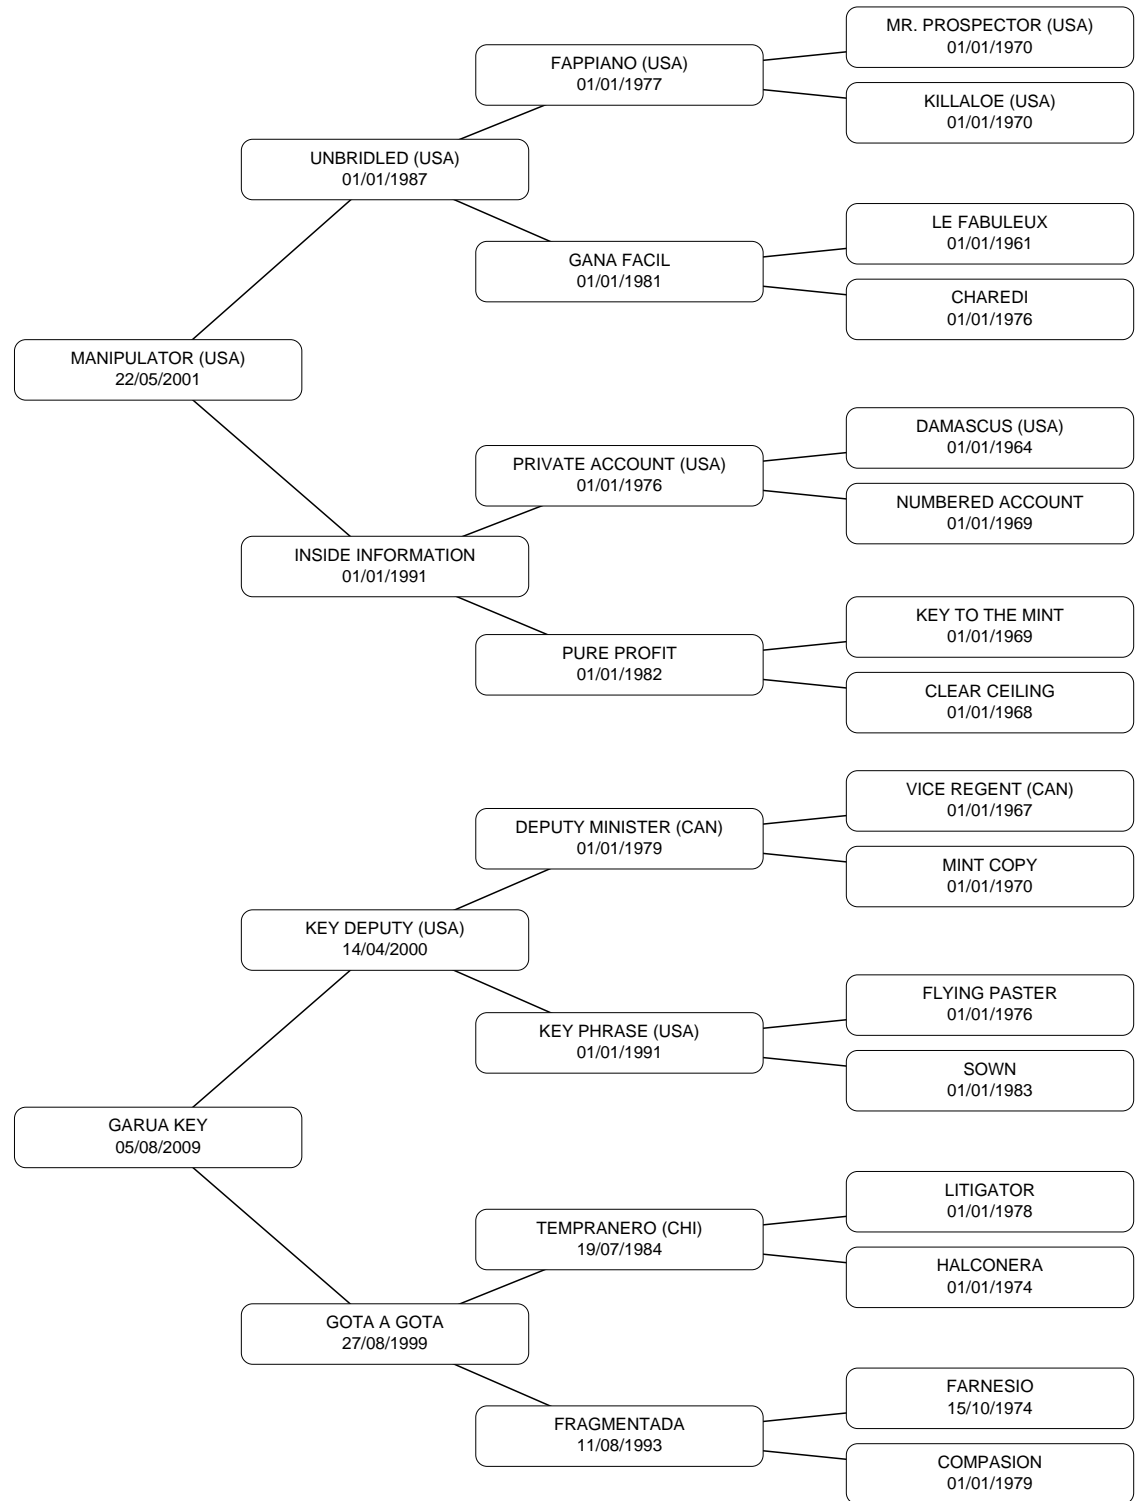 MR. PROSPECTOR (USA)
01/01/1970
FAPPIANO (USA)
01/01/1977
KILLALOE (USA)
01/01/1970
UNBRIDLED (USA)
01/01/1987
LE FABULEUX
01/01/1961
GANA FACIL
01/01/1981
CHAREDI
01/01/1976
MANIPULATOR (USA)
22/05/2001
DAMASCUS (USA)
01/01/1964
PRIVATE ACCOUNT (USA)
01/01/1976
NUMBERED ACCOUNT
01/01/1969
INSIDE INFORMATION
01/01/1991
KEY TO THE MINT
01/01/1969
PURE PROFIT
01/01/1982
CLEAR CEILING
01/01/1968
VICE REGENT (CAN)
01/01/1967
DEPUTY MINISTER (CAN)
01/01/1979
MINT COPY
01/01/1970
KEY DEPUTY (USA)
14/04/2000
FLYING PASTER
01/01/1976
KEY PHRASE (USA)
01/01/1991
SOWN
01/01/1983
GARUA KEY
05/08/2009
LITIGATOR
01/01/1978
TEMPRANERO (CHI)
19/07/1984
HALCONERA
01/01/1974
GOTA A GOTA
27/08/1999
FARNESIO
15/10/1974
FRAGMENTADA
11/08/1993
COMPASION
01/01/1979